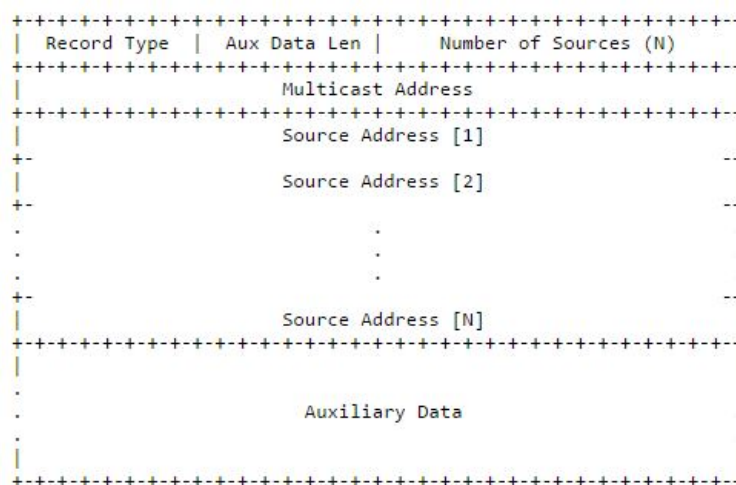 +-+-+-+-+-+-+-+-+-+-+-+-+-+-+-+-+-+-+-+-+-+-+-+-+-+-+-+-+-+-+-+-
| Record Type | Aux Data Len | Number of Sources (N)
+-+-+-+-+-+-+-+-+-+-+-+-+-+-+-+-+-+-+-+-+-+-+-+-+-+-+-+-+-+-+-+-
| Multicast Address
+-+-+-+-+-+-+-+-+-+-+-+-+-+-+-+-+-+-+-+-+-+-+-+-+-+-+-+-+-+-+-+-
| Source Address [1]
+- --
| Source Address [2]
+- --
. .
. .
. .
+- --
| Source Address [N]
+-+-+-+-+-+-+-+-+-+-+-+-+-+-+-+-+-+-+-+-+-+-+-+-+-+-+-+-+-+-+-+-
|
.
. Auxiliary Data
.
|
+-+-+-+-+-+-+-+-+-+-+-+-+-+-+-+-+-+-+-+-+-+-+-+-+-+-+-+-+-+-+-+-